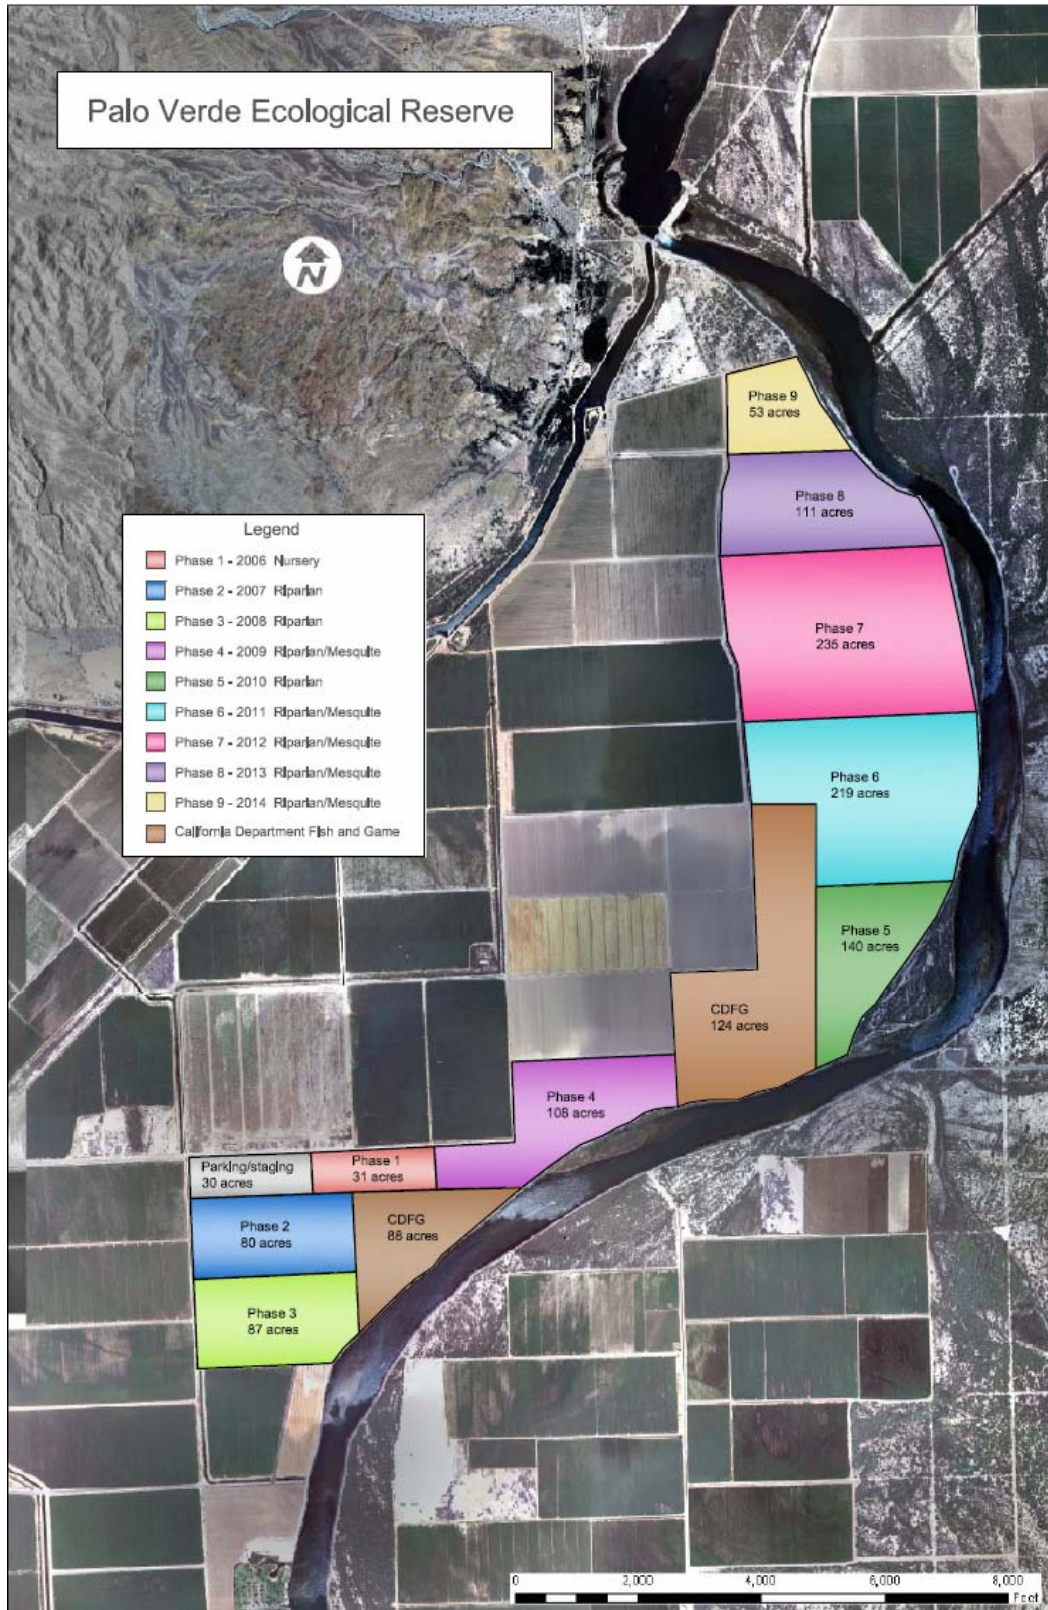 Palo Verde Ecological Reserve
N
Phase 9
53 acres
Phase 8
111 acres
Legend
Phase 1 - 2006 Nursery
Phase 2 - 2007 Riparian
Phase 3 - 2008 Riparian
Phase 4 - 2009 Riparian/Mesquite
Phase 5 - 2010 Riparian
Phase 6 - 2011 Riparian/Mesquite
Phase 7 - 2012 Riparian/Mesquite
Phase 8 - 2013 Riparian/Mesquite
Phase 9 - 2014 Riparian/Mesquite
California Department Fish and Game
Phase 7
235 acres
Phase 6
219 acres
Phase 5
140 acres
CDFG
124 acres
Phase 4
108 acres
Parking/staging
30 acres
Phase 1
31 acres
Phase 2
80 acres
CDFG
88 acres
Phase 3
87 acres
0 2,000 4,000 6,000 8,000
Feet